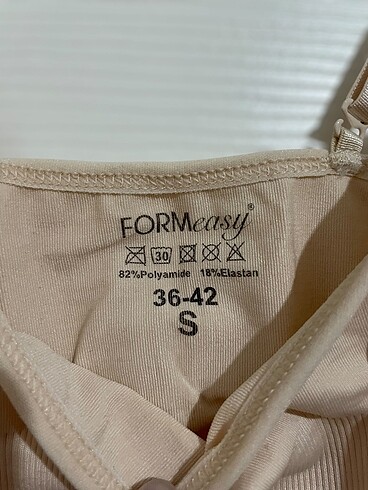 FORMeasy®
30
82%Polyamide 18%Elastan
36-42
S